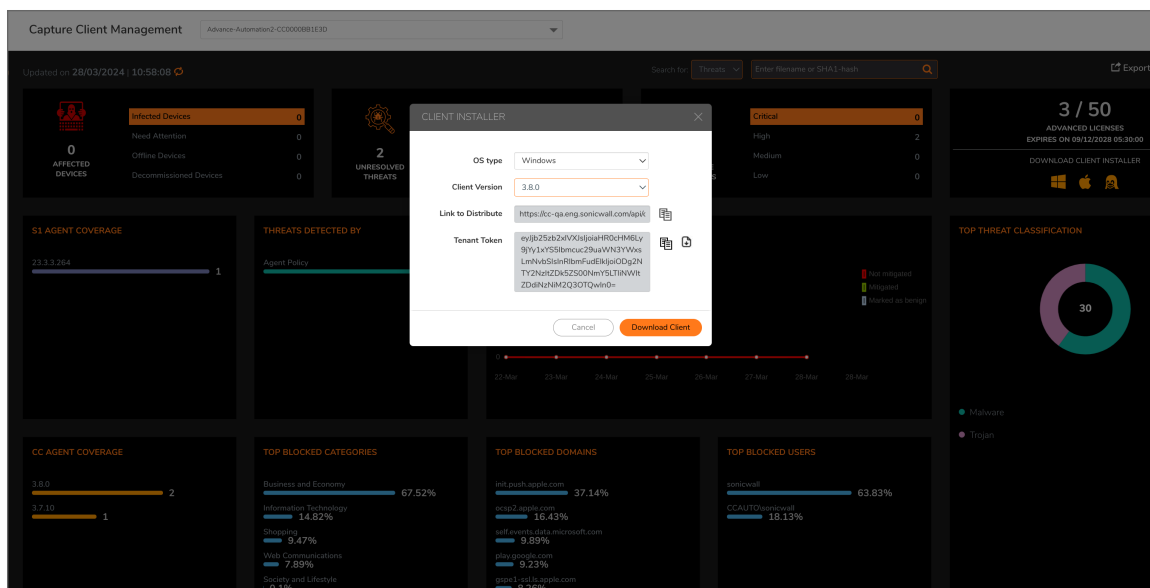 Capture Client Management
Advance-Automation2-CC0000BB1E3D
Updated on 28/03/2024 | 10:58:08
Search for: Threats
Enter filename or SHA1-hash
Export
0
AFFECTED
DEVICES
Infected Devices 0
Need Attention 0
Offline Devices 0
Decommissioned Devices 0
2
UNRESOLVED
THREATS
Critical 0
High 2
Medium 0
Low 0
3 / 50
ADVANCED LICENSES
EXPIRES ON 09/12/2028 05:30:00
DOWNLOAD CLIENT INSTALLER
CLIENT INSTALLER
OS type Windows
Client Version 3.8.0
Link to Distribute https://cc-qa.eng.sonicwall.com/api/c
Tenant Token
Cancel
Download Client
S1 AGENT COVERAGE
23.3.3.264
1
THREATS DETECTED BY
Agent Policy
Not mitigated
Mitigated
Marked as benign
0
22-Mar 23-Mar 24-Mar 25-Mar 26-Mar 27-Mar 28-Mar 28-Mar
TOP THREAT CLASSIFICATION
30
Malware
Trojan
CC AGENT COVERAGE
3.8.0
2
3.7.10
1
TOP BLOCKED CATEGORIES
Business and Economy
67.52%
Information Technology
14.82%
Shopping
9.47%
Web Communications
7.89%
Society and Lifestyle
0.1%
TOP BLOCKED DOMAINS
init.push.apple.com
37.14%
ocsp2.apple.com
16.43%
self.events.data.microsoft.com
9.89%
play.google.com
9.23%
gspe1-ssl.ls.apple.com
8.26%
TOP BLOCKED USERS
sonicwall
63.83%
CCAUTO\sonicwall
18.13%